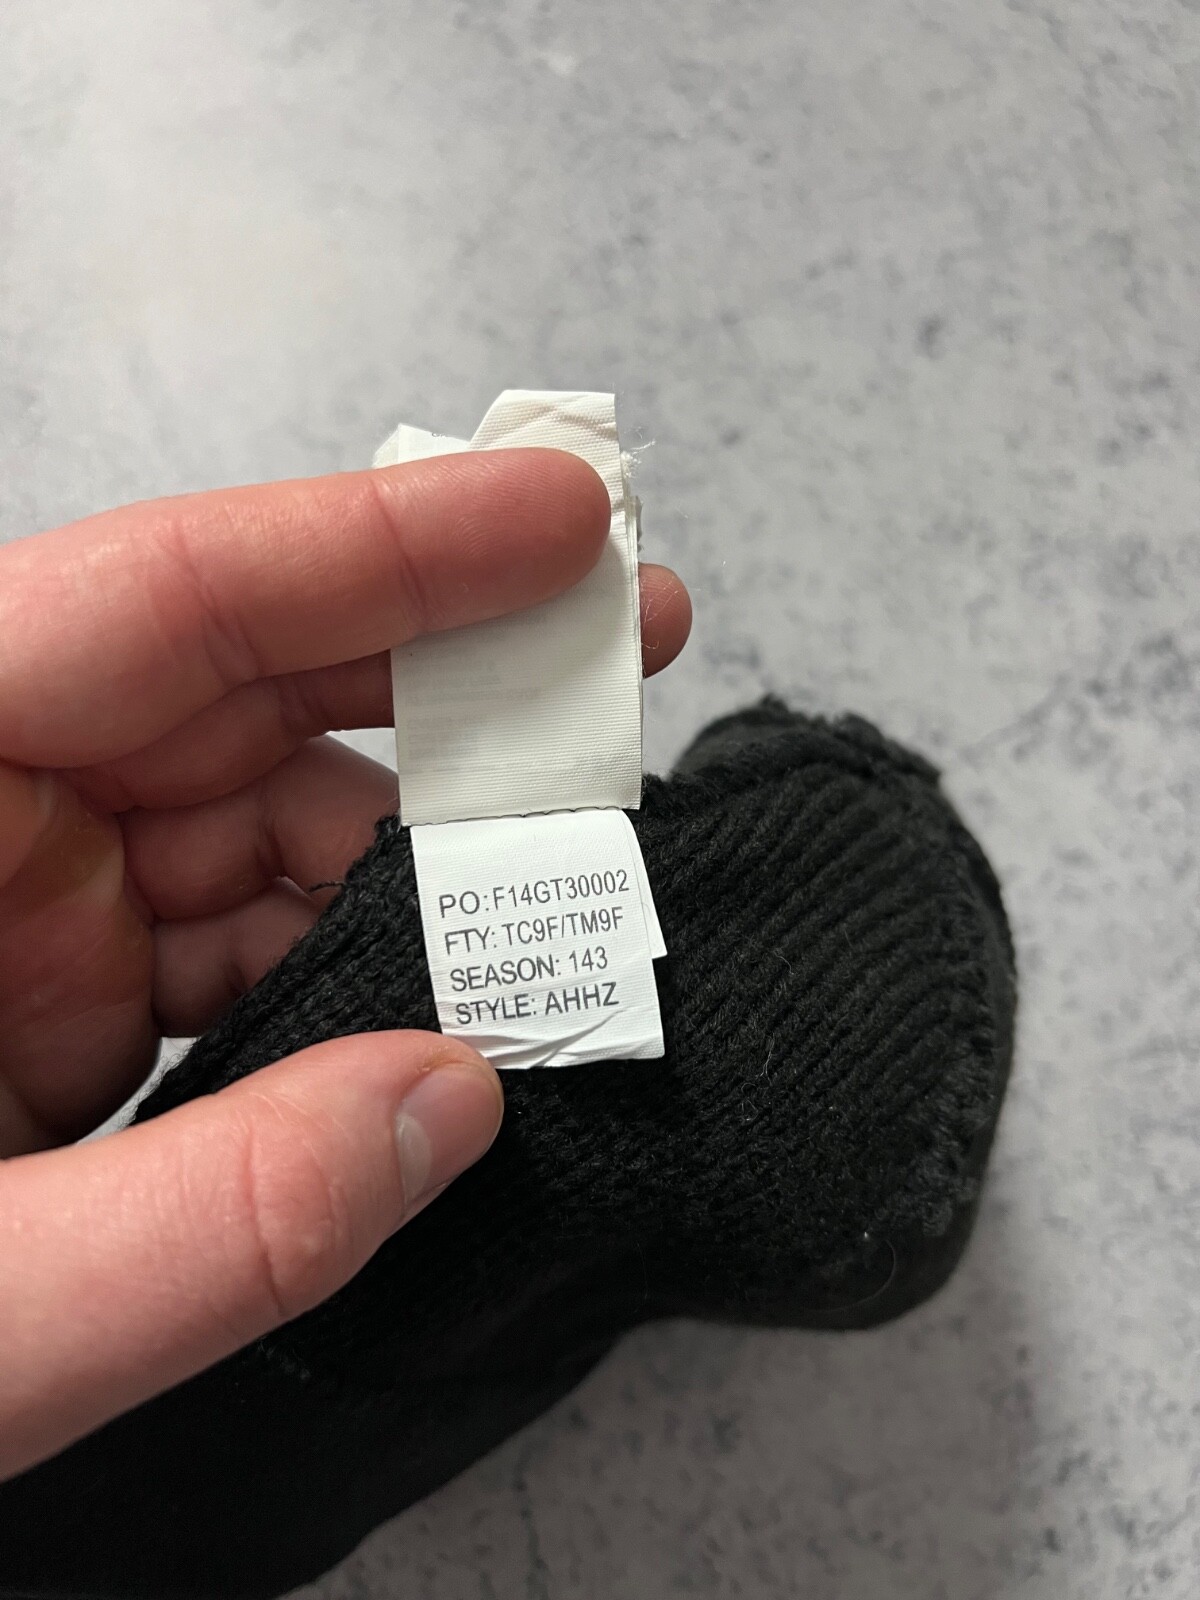 PO:F14GT30002
FTY: TC9F/TM9F
SEASON: 143
STYLE: AHHZ